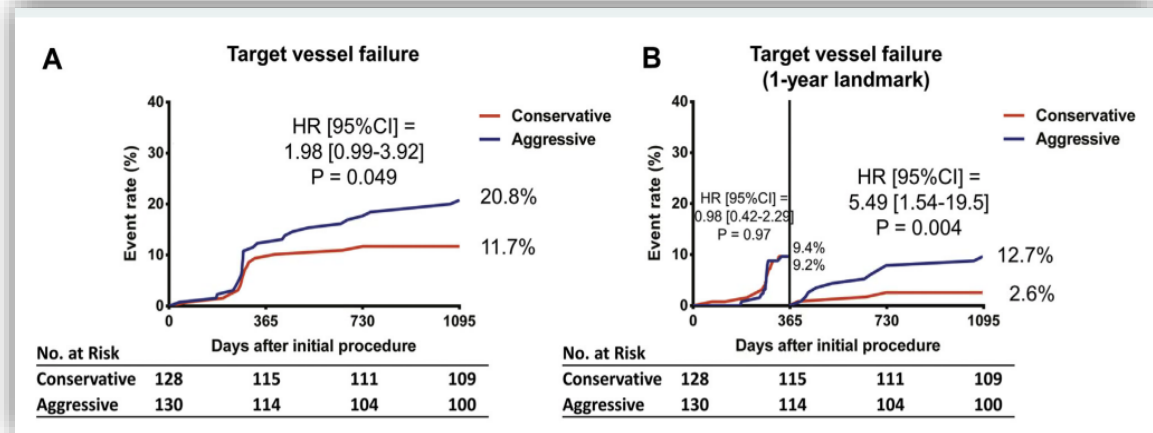 A
Target vessel failure
40
30
20
10
0
Event rate (%)
HR [95%CI] =
1.98 [0.99-3.92]
P = 0.049
Conservative
Aggressive
20.8%
11.7%
0 365 730 1095
Days after initial procedure
No. at Risk
Conservative 128 115 111 109
Aggressive 130 114 104 100
B
Target vessel failure
(1-year landmark)
40
30
20
10
0
Event rate (%)
HR [95%CI] =
0.98 [0.42-2.29]
P = 0.97
9.4%
9.2%
HR [95%CI] =
5.49 [1.54-19.5]
P = 0.004
Conservative
Aggressive
12.7%
2.6%
0 365 730 1095
Days after initial procedure
No. at Risk
Conservative 128 115 111 109
Aggressive 130 114 104 100